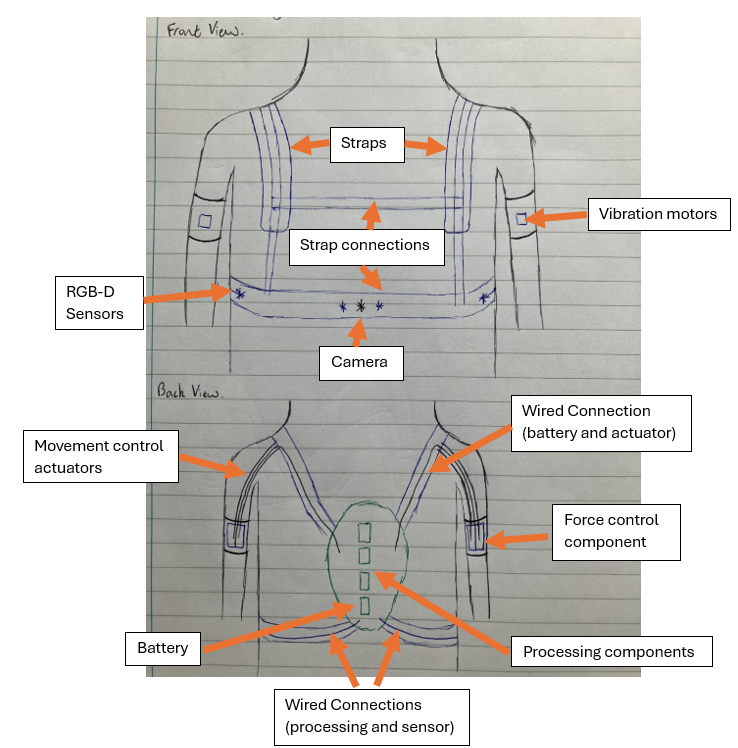 Front View.
Straps
Vibration motors
Strap connections
RGB-D
Sensors
Camera
Back View.
Wired Connection
(battery and actuator)
Movement control
actuators
Force control
component
Battery
Processing components
Wired Connections
(processing and sensor)